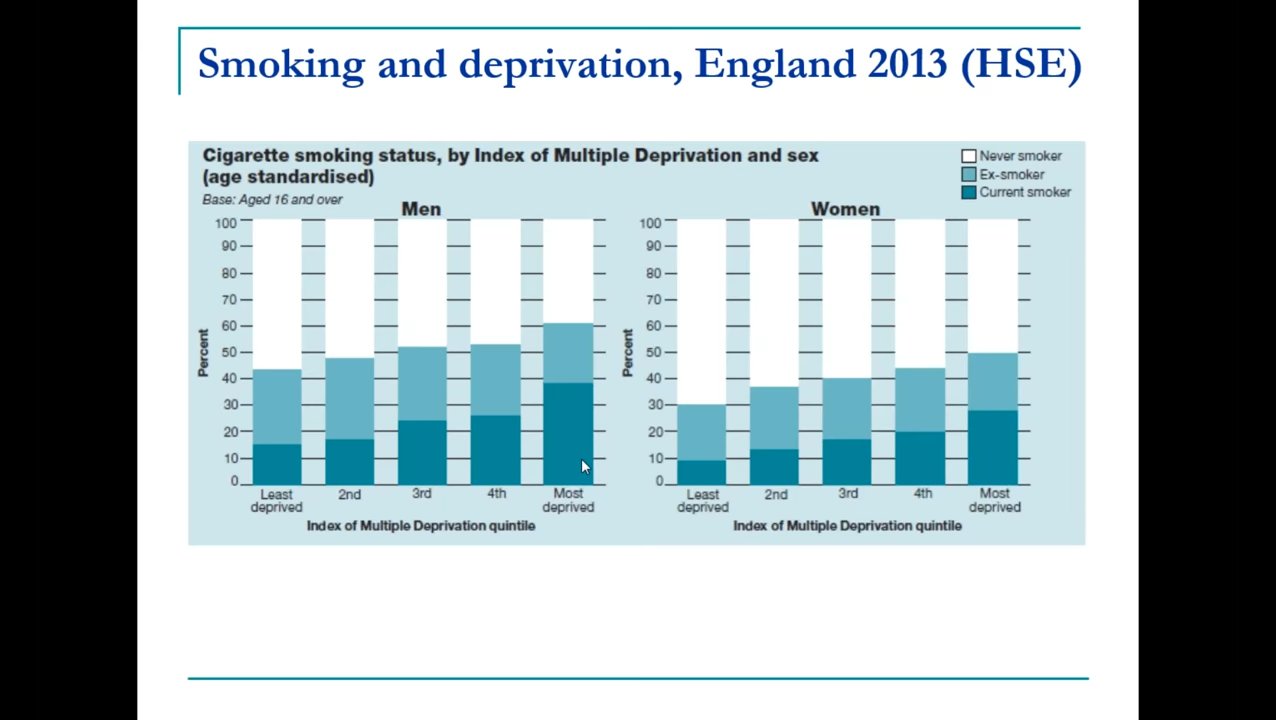 Smoking and deprivation, England 2013 (HSE)
Cigarette smoking status, by Index of Multiple Deprivation and sex
(age standardised)
Base: Aged 16 and over
Never smoker
Ex-smoker
Current smoker
Men
100
90
80
70
60
50
40
30
20
10
0
Percent
Least deprived
2nd
3rd
4th
Most deprived
Index of Multiple Deprivation quintile
Women
100
90
80
70
60
50
40
30
20
10
0
Percent
Least deprived
2nd
3rd
4th
Most deprived
Index of Multiple Deprivation quintile